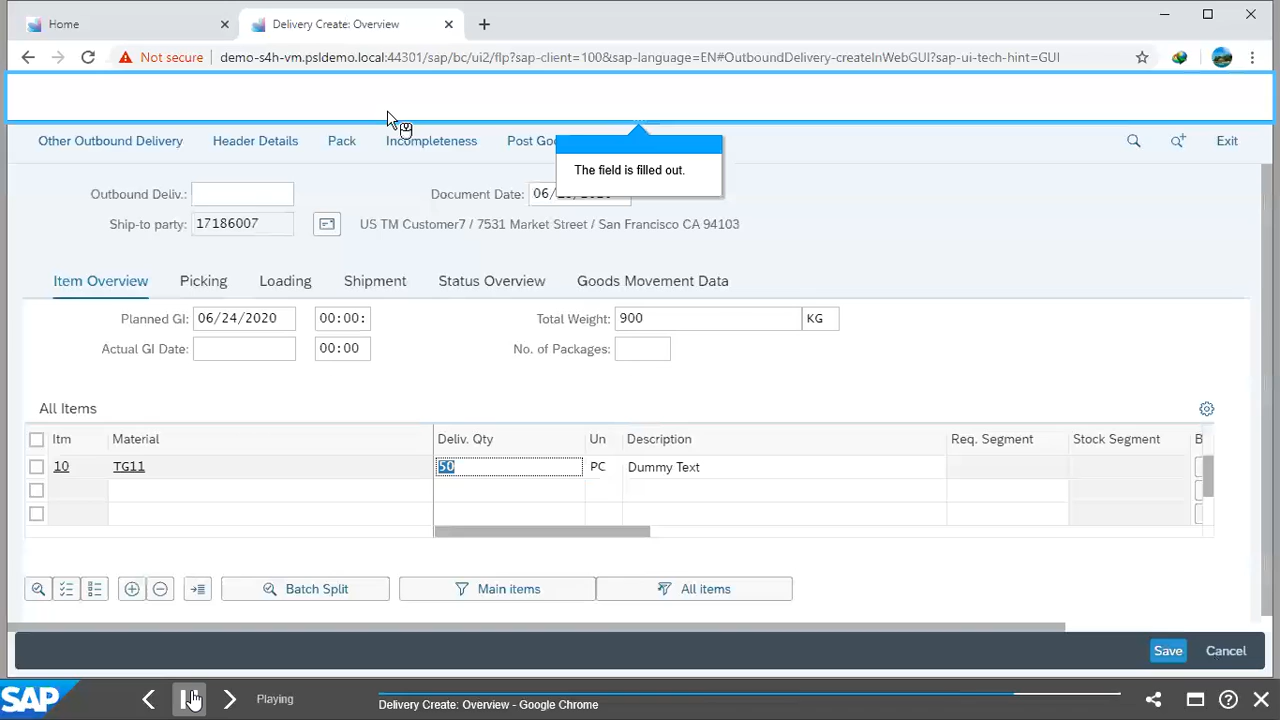 Home
Delivery Create: Overview
Not secure demo-s4h-vm.psldemo.local:44301/sap/bc/ui2/flp?sap-client=100&sap-language=EN#OutboundDelivery-createInWebGUI?sap-ui-tech-hint=GUI
Other Outbound Delivery Header Details Pack Incompleteness Post Exit
The field is filled out.
Outbound Deliv.: Document Date:
Ship-to party: 17186007 US TM Customer7 / 7531 Market Street / San Francisco CA 94103
Item Overview Picking Loading Shipment Status Overview Goods Movement Data
Planned GI: 06/24/2020 00:00: Total Weight: 900 KG
Actual GI Date: 00:00 No. of Packages:
All Items
Itm Material Deliv. Qty Un Description Req. Segment Stock Segment B
10 TG11 50 PC Dummy Text
Batch Split Main items All items
Save Cancel
SAP Playing Delivery Create: Overview - Google Chrome